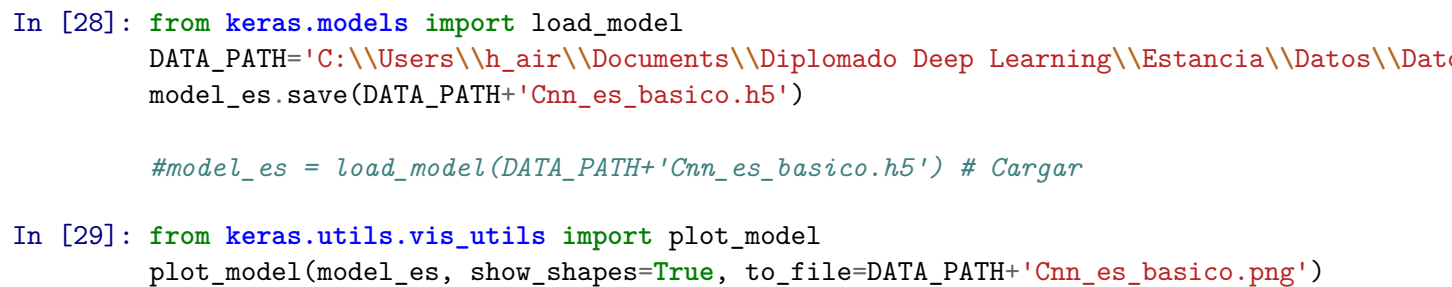 In [28]: from keras.models import load_model
DATA_PATH='C:\\Users\\h_air\\Documents\\Diplomado Deep Learning\\Estancia\\Datos\\
model_es.save(DATA_PATH+'Cnn_es_basico.h5')
#model_es = load_model(DATA_PATH+'Cnn_es_basico.h5') # Cargar
In [29]: from keras.utils.vis_utils import plot_model
plot_model(model_es, show_shapes=True, to_file=DATA_PATH+'Cnn_es_basico.png')